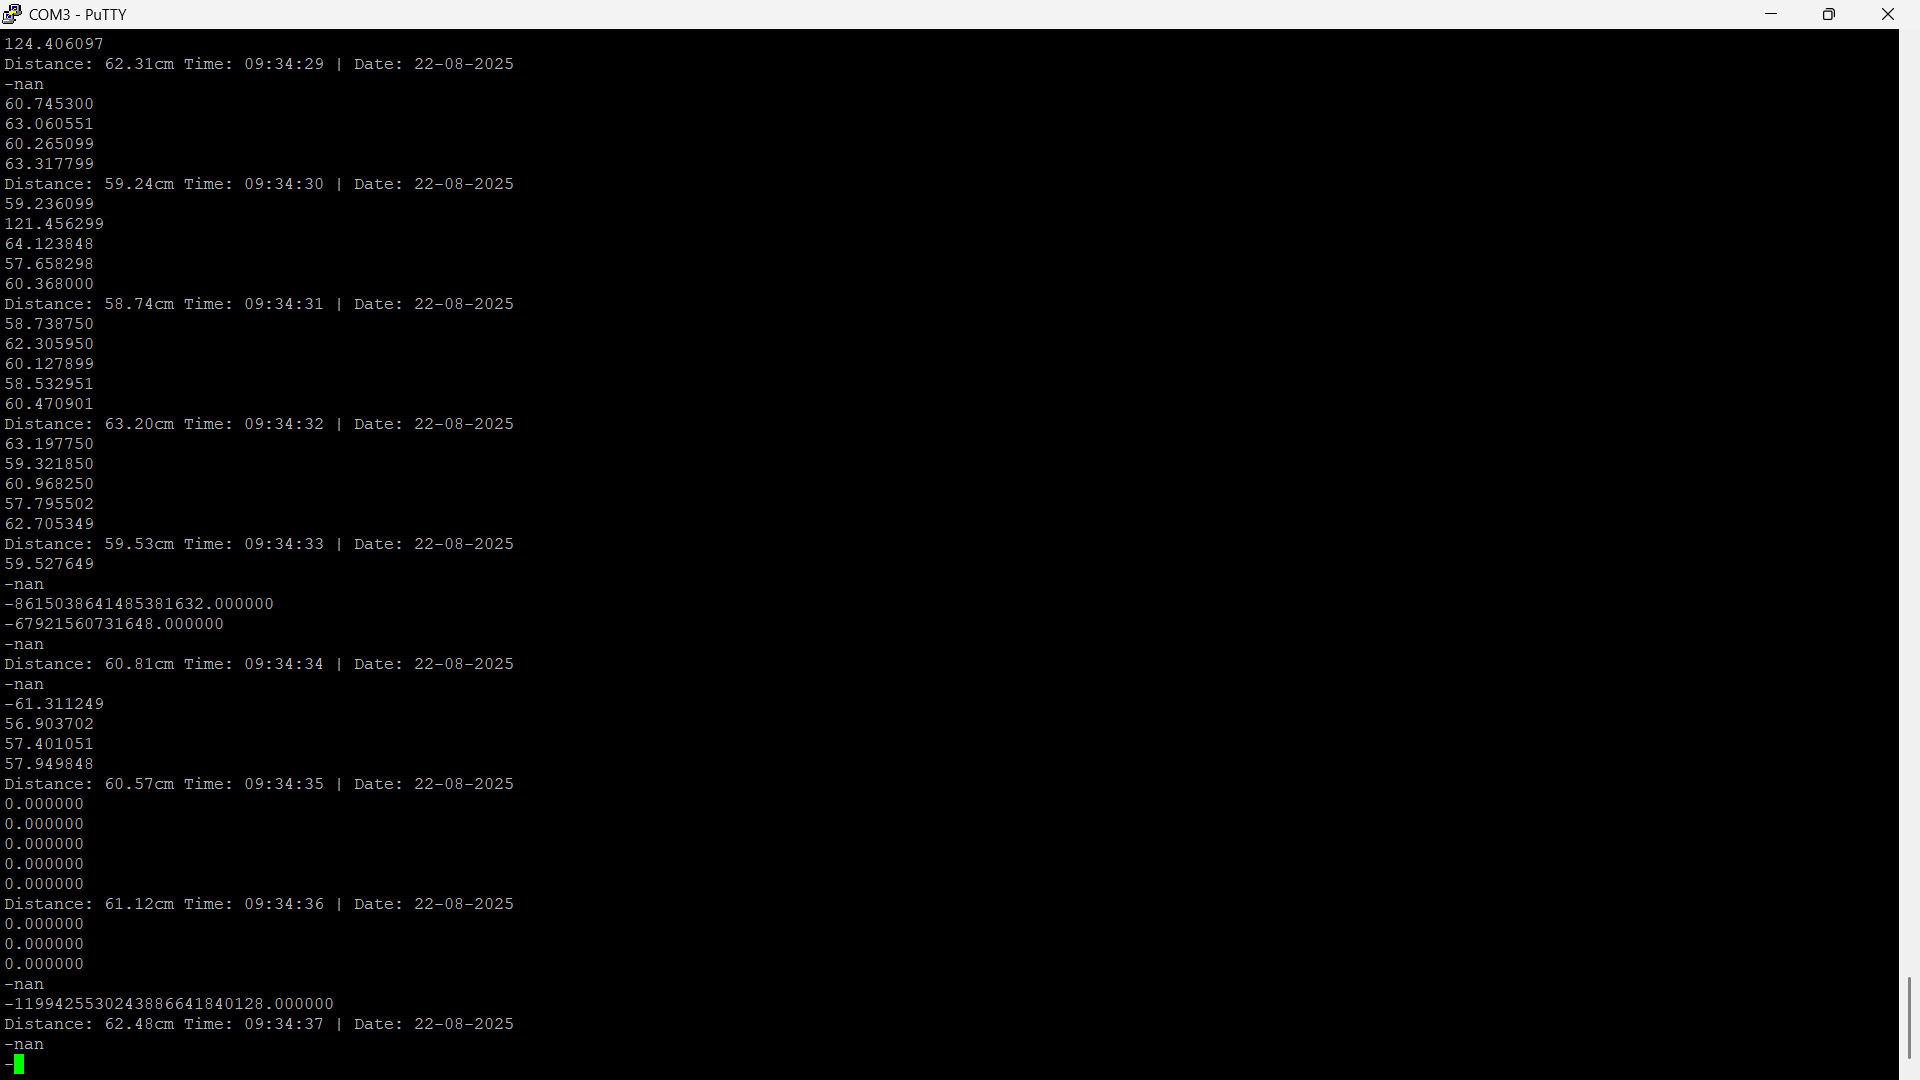 COM3 - PuTTY
124.406097
Distance: 62.31cm Time: 09:34:29 | Date: 22-08-2025
-nan
60.745300
63.060551
60.265099
63.317799
Distance: 59.24cm Time: 09:34:30 | Date: 22-08-2025
59.236099
121.456299
64.123848
57.658298
60.368000
Distance: 58.74cm Time: 09:34:31 | Date: 22-08-2025
58.738750
62.305950
60.127899
58.532951
60.470901
Distance: 63.20cm Time: 09:34:32 | Date: 22-08-2025
63.197750
59.321850
60.968250
57.795502
62.705349
Distance: 59.53cm Time: 09:34:33 | Date: 22-08-2025
59.527649
-nan
-8615038641485381632.000000
-67921560731648.000000
-nan
Distance: 60.81cm Time: 09:34:34 | Date: 22-08-2025
-nan
-61.311249
56.903702
57.401051
57.949848
Distance: 60.57cm Time: 09:34:35 | Date: 22-08-2025
0.000000
0.000000
0.000000
0.000000
0.000000
Distance: 61.12cm Time: 09:34:36 | Date: 22-08-2025
0.000000
0.000000
0.000000
-nan
-1199425530243886641840128.000000
Distance: 62.48cm Time: 09:34:37 | Date: 22-08-2025
-nan
-